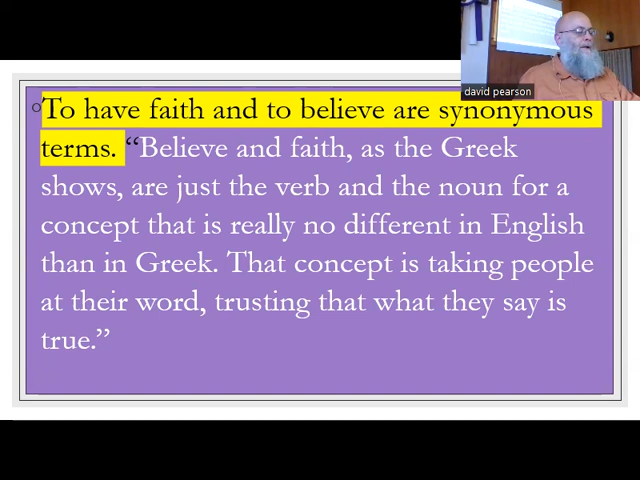 david pearson
To have faith and to believe are synonymous
terms. “Believe and faith, as the Greek
shows, are just the verb and the noun for a
concept that is really no different in English
than in Greek. That concept is taking people
at their word, trusting that what they say is
true.”